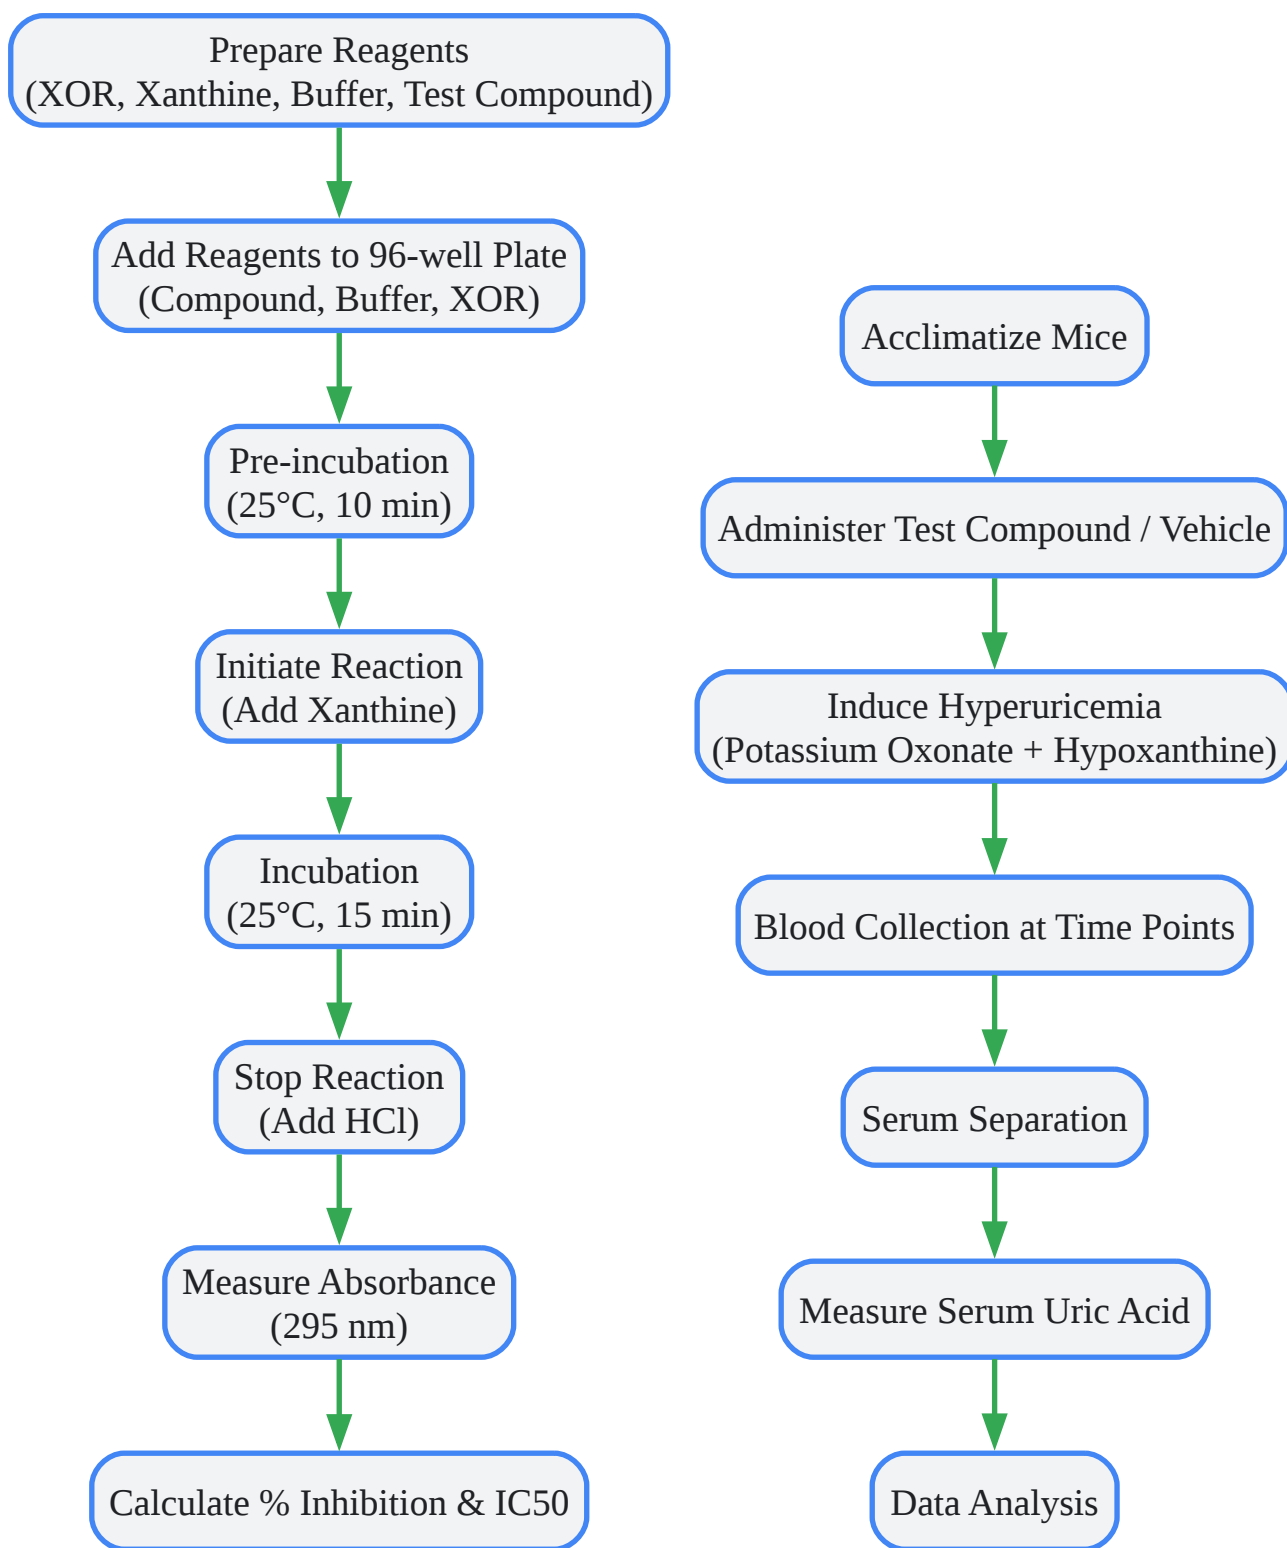 Prepare Reagents
(XOR, Xanthine, Buffer, Test Compound)
Add Reagents to 96-well Plate
(Compound, Buffer, XOR)
Pre-incubation
(25°C, 10 min)
Initiate Reaction
(Add Xanthine)
Incubation
(25°C, 15 min)
Stop Reaction
(Add HCl)
Measure Absorbance
(295 nm)
Calculate % Inhibition & IC50
Acclimatize Mice
Administer Test Compound / Vehicle
Induce Hyperuricemia
(Potassium Oxonate + Hypoxanthine)
Blood Collection at Time Points
Serum Separation
Measure Serum Uric Acid
Data Analysis